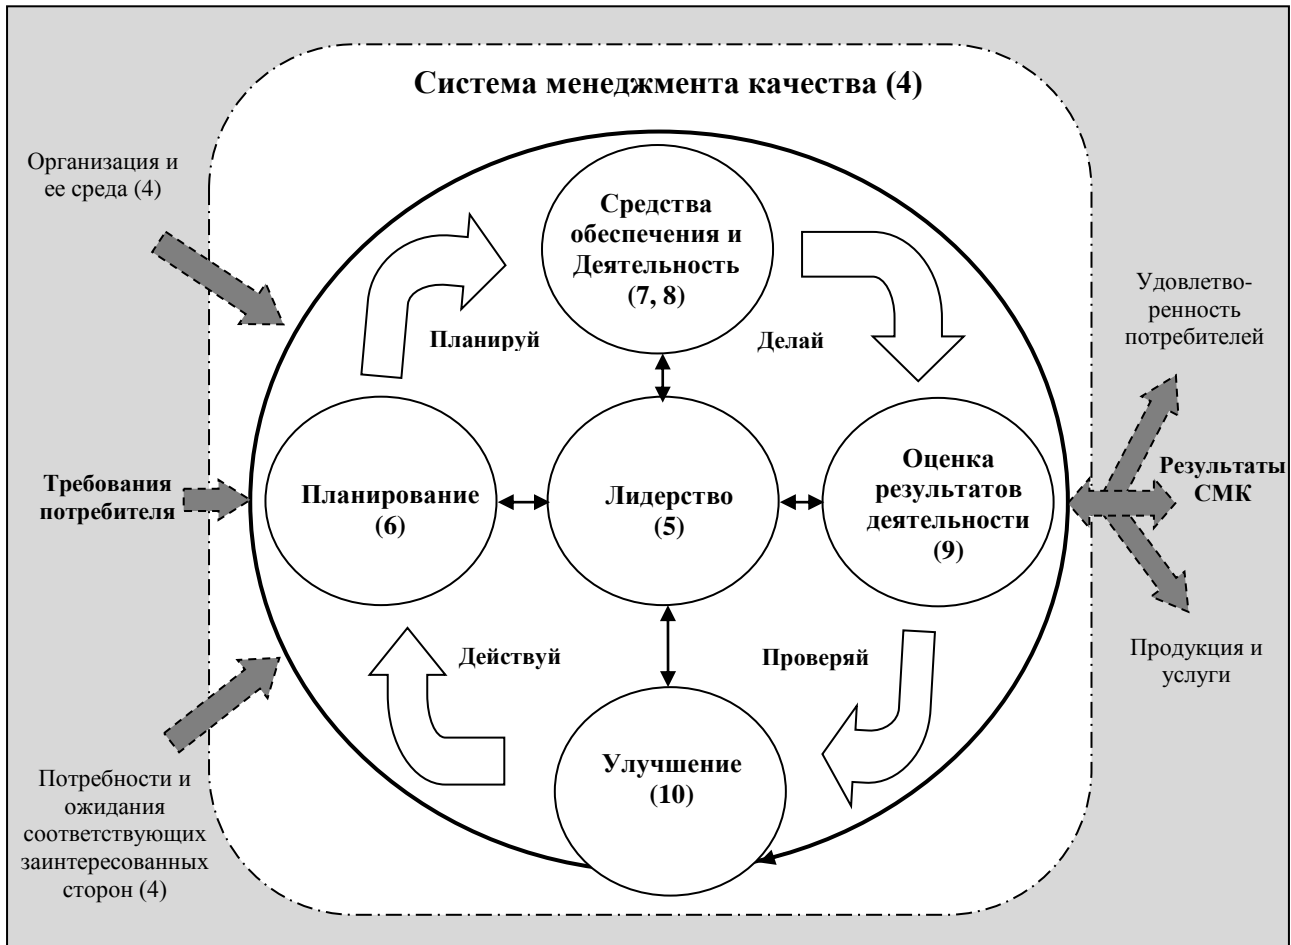 Система менеджмента качества (4)
Организация и
ее среда (4)
Средства
обеспечения и
Деятельность
(7, 8)
Удовлетво-
ренность
потребителей
Планируй
Делай
Требования
потребителя
Планирование
(6)
Лидерство
(5)
Оценка
результатов
деятельности
(9)
Результаты
СМК
Действуй
Проверяй
Продукция и
услуги
Улучшение
(10)
Потребности и
ожидания
соответствующих
заинтересованных
сторон (4)